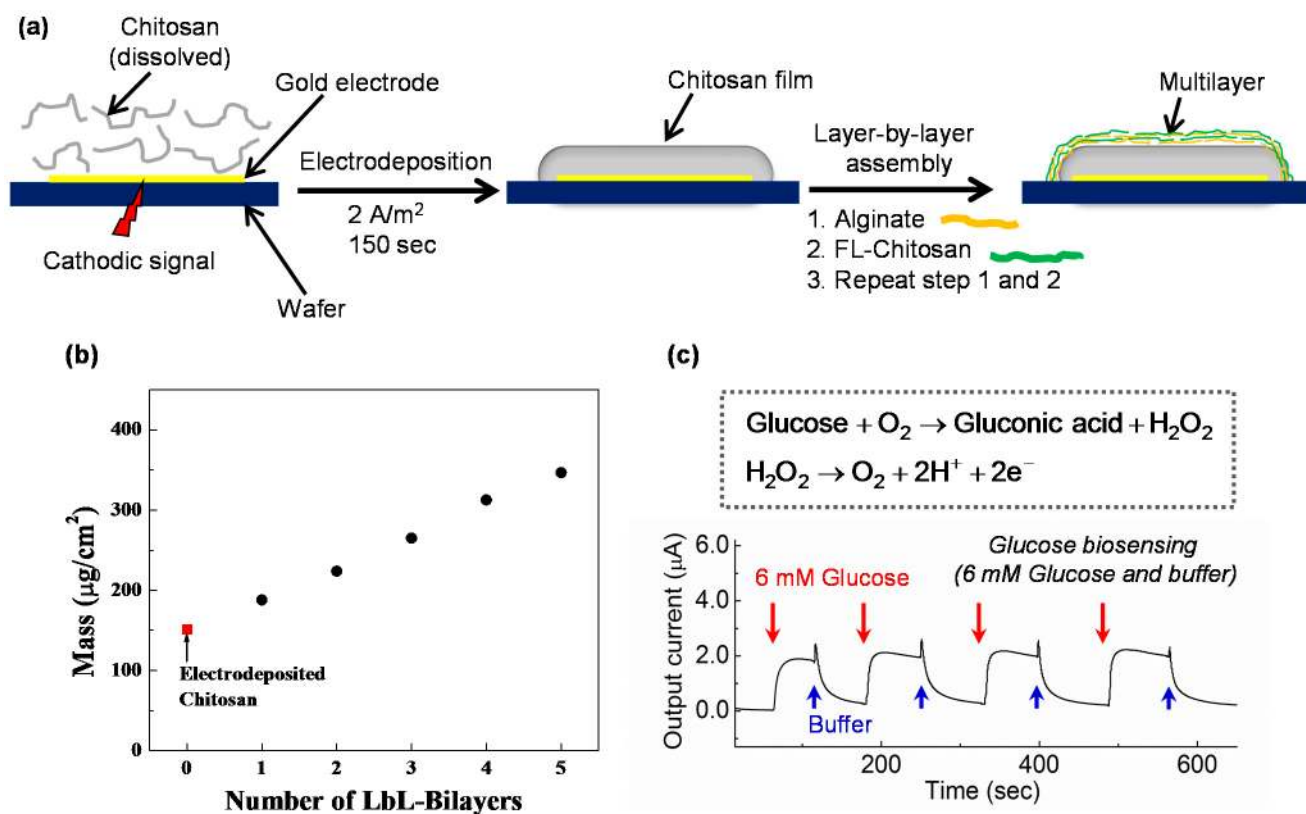 (a)
Chitosan
(dissolved)
Gold electrode
Cathodic signal
Wafer
Electrodeposition
2 A/m²
150 sec
Chitosan film
Layer-by-layer
assembly
1. Alginate
2. FL-Chitosan
3. Repeat step 1 and 2
Multilayer
(b)
Mass (µg/cm²)
400
300
200
100
0
Electrodeposited
Chitosan
0 1 2 3 4 5
Number of LbL-Bilayers
(c)
Glucose + O₂ → Gluconic acid + H₂O₂
H₂O₂ → O₂ + 2H⁺ + 2e⁻
Output current (µA)
6.0
4.0
2.0
0.0
6 mM Glucose
Glucose biosensing
(6 mM Glucose and buffer)
Buffer
200 400 600
Time (sec)